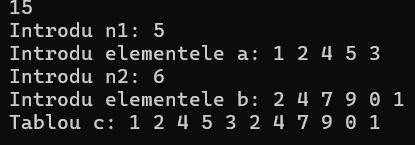 15
Introdu n1: 5
Introdu elementele a: 1 2 4 5 3
Introdu n2: 6
Introdu elementele b: 2 4 7 9 0 1
Tablou c: 1 2 4 5 3 2 4 7 9 0 1